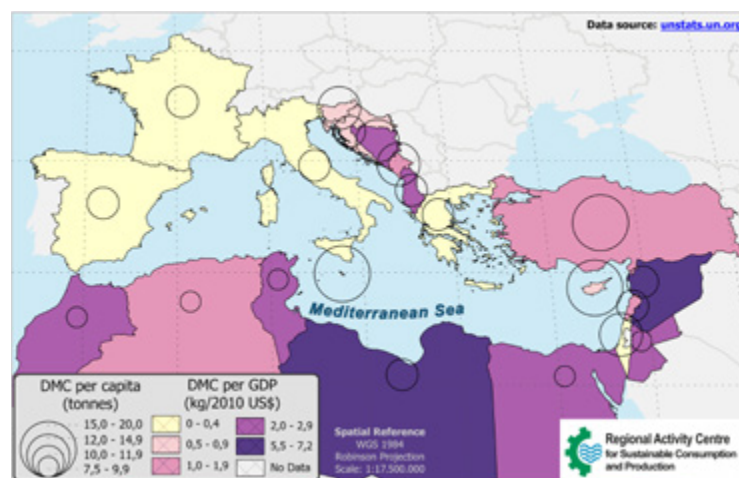 Data source: unstats.un.org
Mediterranean Sea
DMC per capita
(tonnes)
15,0 - 20,0
12,0 - 14,9
10,0 - 11,9
7,5 - 9,9
DMC per GDP
(kg/2010 US$)
0 - 0,4
0,5 - 0,9
1,0 - 1,9
2,0 - 2,9
5,5 - 7,2
No Data
Spatial Reference
WGS 1984
Robinson Projection
Scale: 1:17.500.000
Regional Activity Centre
for Sustainable Consumption
and Production